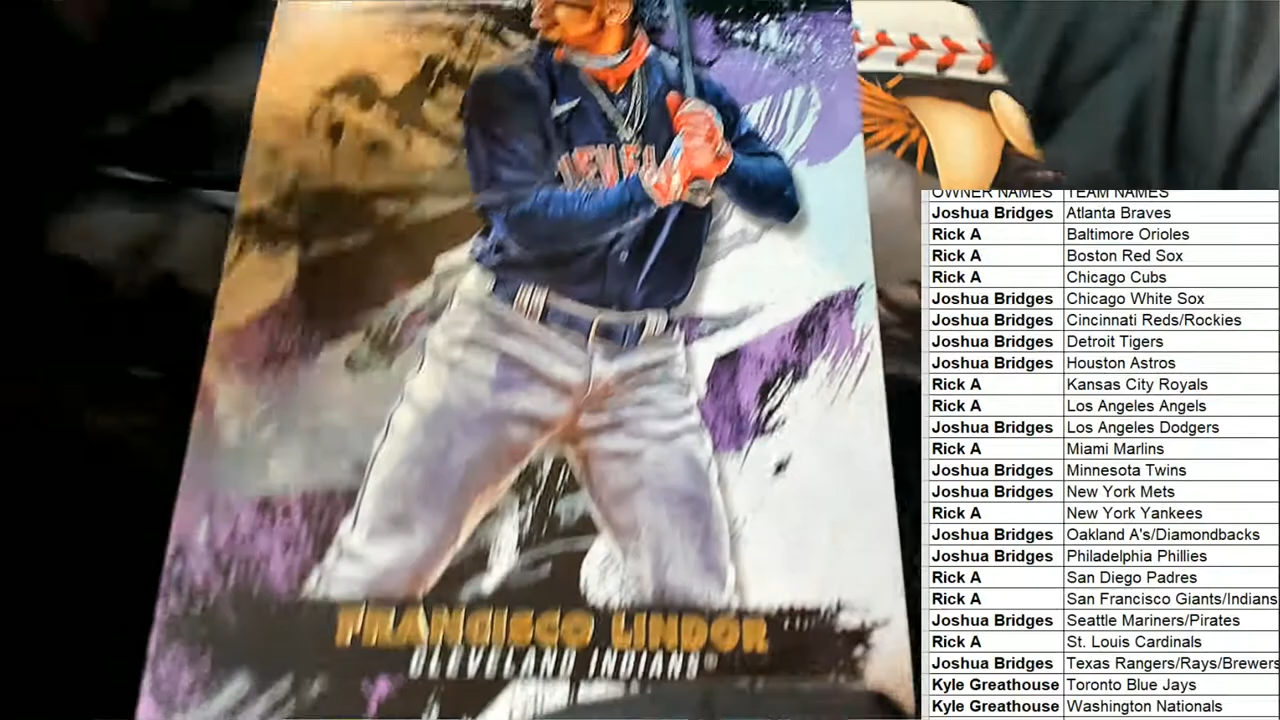 FRANCISCO LINDOR
CLEVELAND INDIANS
OWNER NAMES TEAM NAMES
Joshua Bridges Atlanta Braves
Rick A Baltimore Orioles
Rick A Boston Red Sox
Rick A Chicago Cubs
Joshua Bridges Chicago White Sox
Joshua Bridges Cincinnati Reds/Rockies
Joshua Bridges Detroit Tigers
Joshua Bridges Houston Astros
Rick A Kansas City Royals
Rick A Los Angeles Angels
Joshua Bridges Los Angeles Dodgers
Rick A Miami Marlins
Joshua Bridges Minnesota Twins
Joshua Bridges New York Mets
Rick A New York Yankees
Joshua Bridges Oakland A's/Diamondbacks
Joshua Bridges Philadelphia Phillies
Rick A San Diego Padres
Rick A San Francisco Giants/Indians
Joshua Bridges Seattle Mariners/Pirates
Rick A St. Louis Cardinals
Joshua Bridges Texas Rangers/Rays/Brewers
Kyle Greathouse Toronto Blue Jays
Kyle Greathouse Washington Nationals